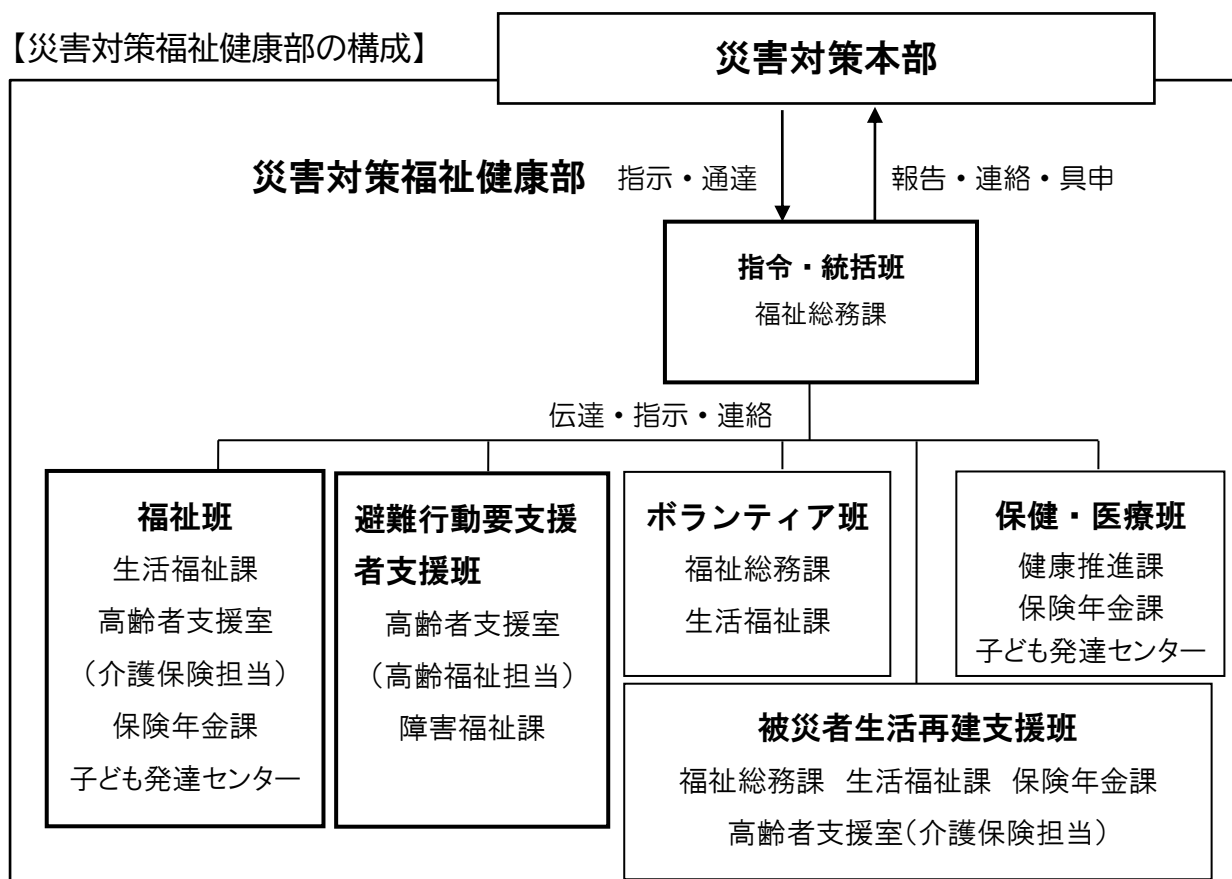 【災害対策福祉健康部の構成】
災害対策本部
災害対策福祉健康部
指示・通達
報告・連絡・具申
指令・統括班
福祉総務課
伝達・指示・連絡
福祉班
生活福祉課
高齢者支援室
（介護保険担当）
保険年金課
子ども発達センター
避難行動要支援
者支援班
高齢者支援室
（高齢福祉担当）
障害福祉課
ボランティア班
福祉総務課
生活福祉課
保健・医療班
健康推進課
保険年金課
子ども発達センター
被災者生活再建支援班
福祉総務課 生活福祉課 保険年金課
高齢者支援室（介護保険担当）